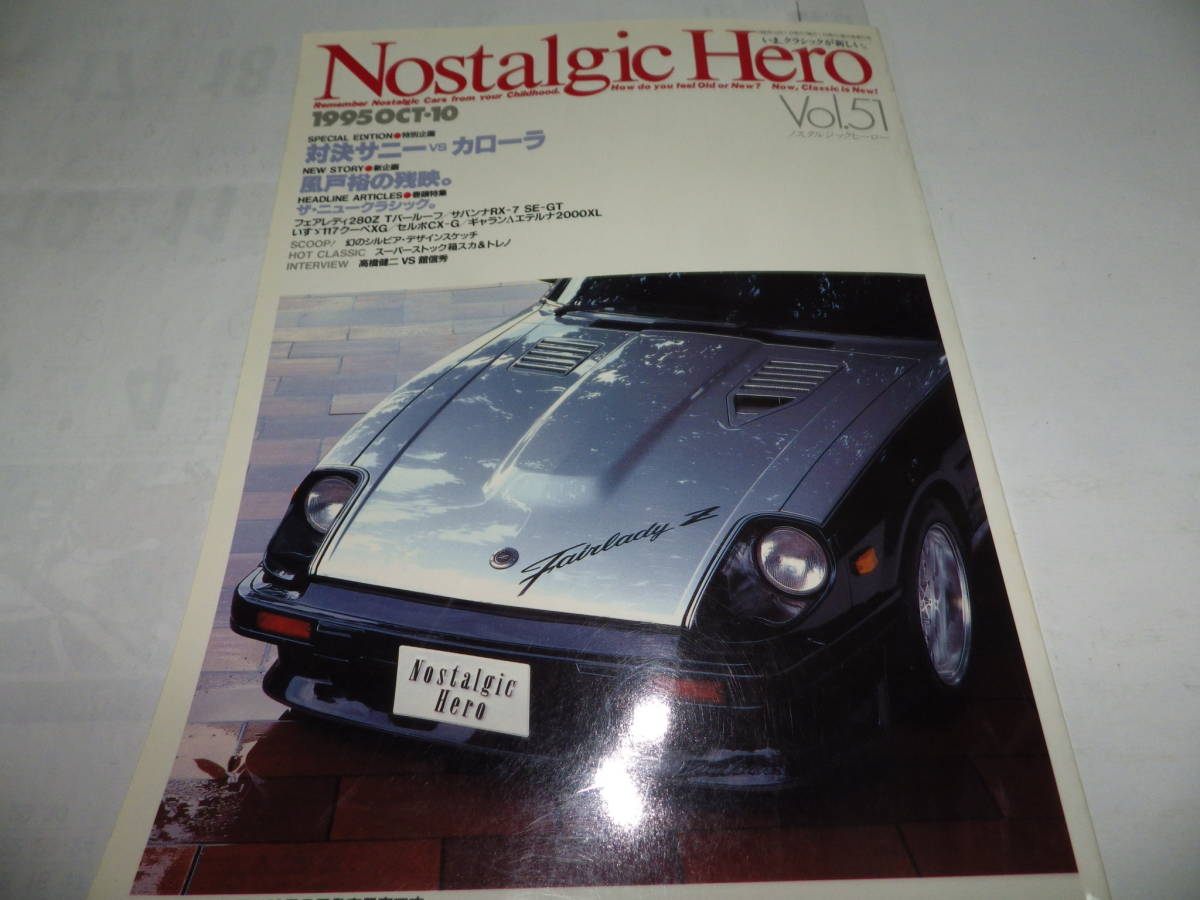 いま、クラシックが新しい。
Nostalgic Hero
Remember Nostalgic Cars from your Childhood. How do you feel Old or New? Now, Classic is New!
1995 OCT・10
Vol.51
ノスタルジックヒーロー
SPECIAL EDITION●特別企画
対決サニーVSカローラ
NEW STORY●新企画
風戸裕の残映。
HEADLINE ARTICLES●巻頭特集
ザ・ニュークラシック。
フェアレディ280Z Tバールーフ/サバンナRX-7 SE-GT
いすゞ117クーペXG/セルボCX-G/ギャランΛエテルナ2000XL
SCOOP! 幻のシルビア・デザインスケッチ
HOT CLASSIC スーパーストック箱スカ&トレノ
INTERVIEW 高橋健二 VS 舘信秀
Fairlady Z
Nostalgic
Hero